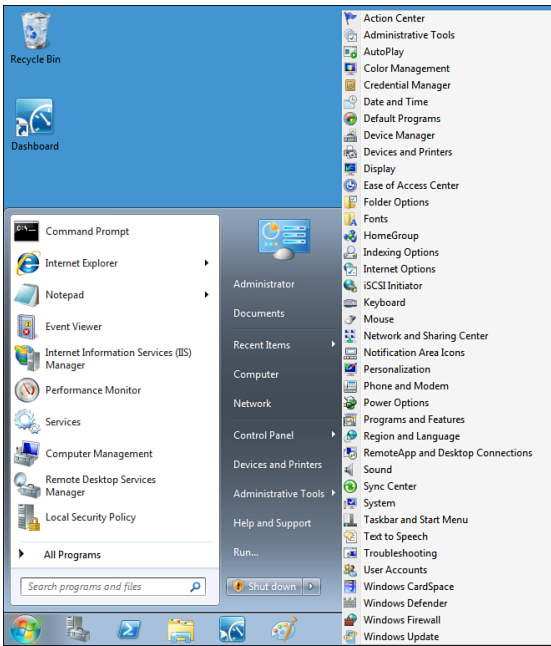 Recycle Bin
Dashboard
Command Prompt
Internet Explorer
Notepad
Event Viewer
Internet Information Services (IIS)
Manager
Performance Monitor
Services
Computer Management
Remote Desktop Services
Manager
Local Security Policy
All Programs
Search programs and files
Administrator
Documents
Recent Items
Computer
Network
Control Panel
Devices and Printers
Administrative Tools
Help and Support
Run...
Shut down
Action Center
Administrative Tools
AutoPlay
Color Management
Credential Manager
Date and Time
Default Programs
Device Manager
Devices and Printers
Display
Ease of Access Center
Folder Options
Fonts
HomeGroup
Indexing Options
Internet Options
iSCSI Initiator
Keyboard
Mouse
Network and Sharing Center
Notification Area Icons
Personalization
Phone and Modem
Power Options
Programs and Features
Region and Language
RemoteApp and Desktop Connections
Sound
Sync Center
System
Taskbar and Start Menu
Text to Speech
Troubleshooting
User Accounts
Windows CardSpace
Windows Defender
Windows Firewall
Windows Update